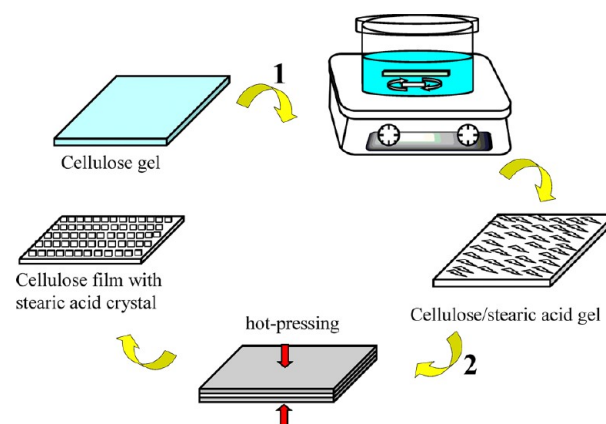 1
Cellulose gel
Cellulose film with
stearic acid crystal
Cellulose/stearic acid gel
hot-pressing
2